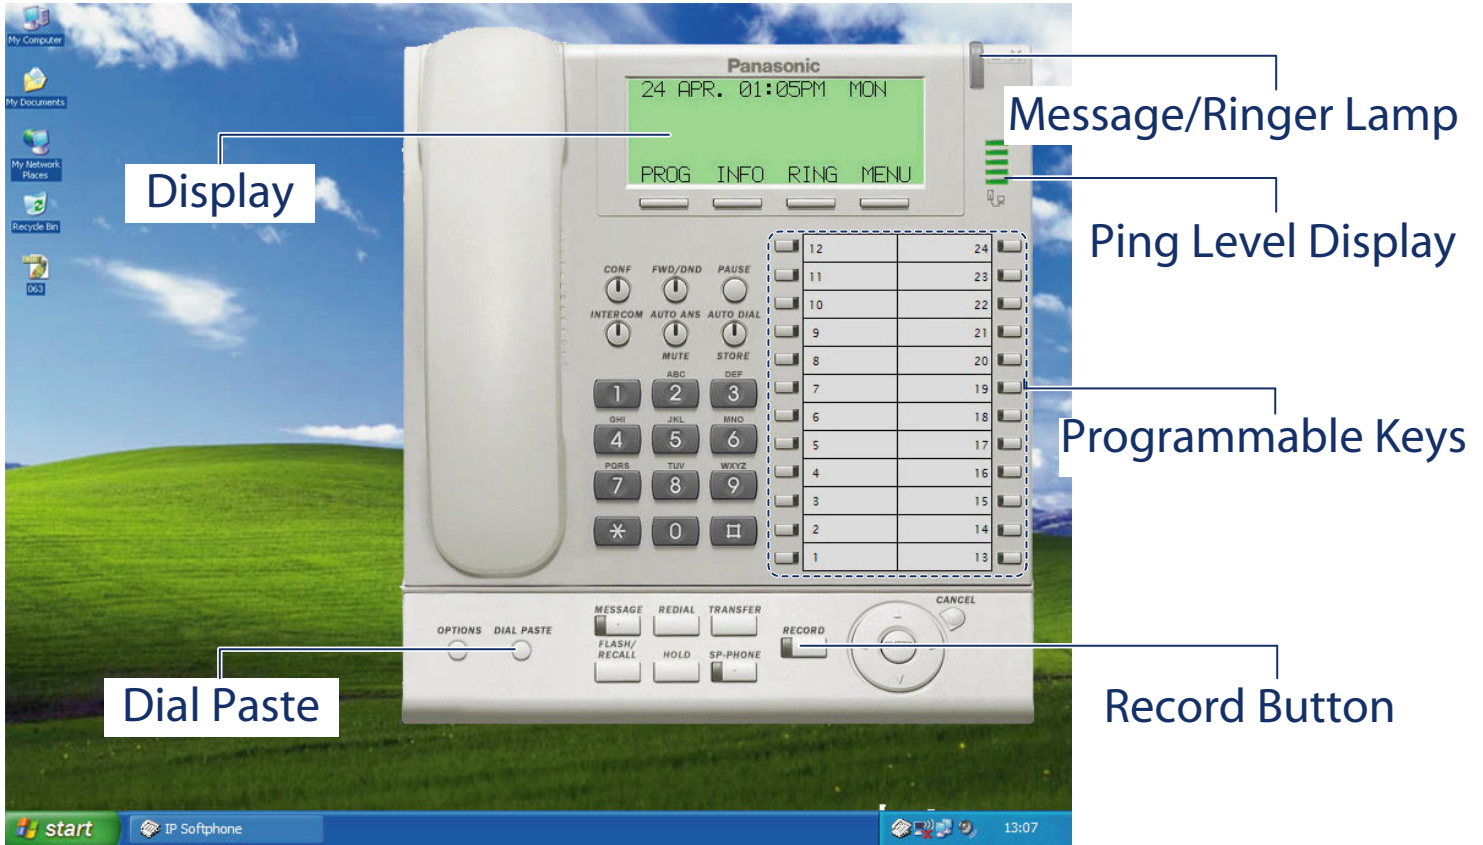 My Computer
My Documents
My Network
Places
Recycle Bin
063
Panasonic
24 APR. 01:05PM MON
PROG INFO RING MENU
Message/Ringer Lamp
Display
Ping Level Display
CONF FWD/DND PAUSE
INTERCOM AUTO ANS AUTO DIAL
MUTE STORE
ABC DEF
1 2 3
GHI JKL MNO
4 5 6
PQRS TUV WXYZ
7 8 9
* 0 #
12 24
11 23
10 22
9 21
8 20
7 19
6 18
5 17
4 16
3 15
2 14
1 13
Programmable Keys
OPTIONS DIAL PASTE
MESSAGE REDIAL TRANSFER
FLASH/
RECALL HOLD SP-PHONE
RECORD
CANCEL
Dial Paste
Record Button
start
IP Softphone
13:07